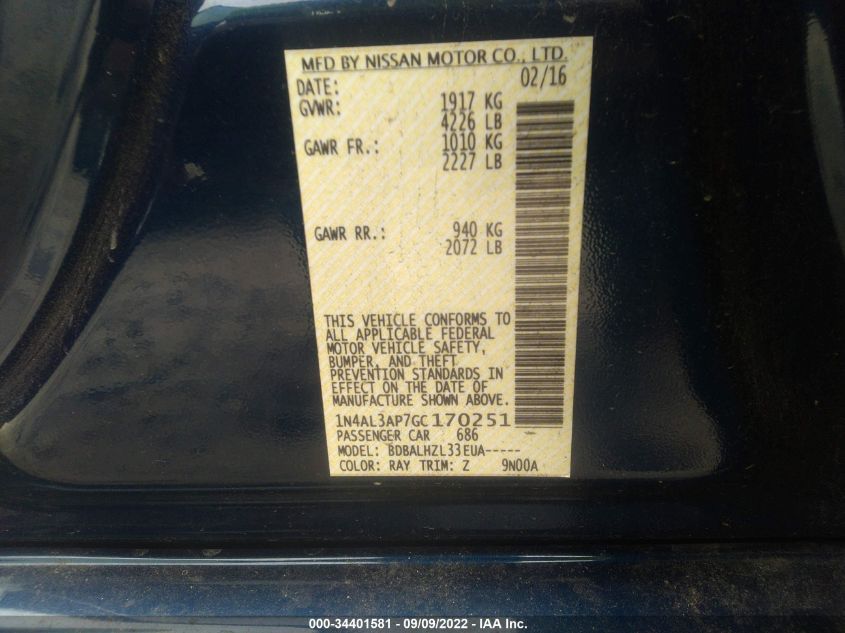 MFD BY NISSAN MOTOR CO., LTD.
DATE: 02/16
GVWR: 1917 KG
4226 LB
GAWR FR.: 1010 KG
2227 LB
GAWR RR.: 940 KG
2072 LB
THIS VEHICLE CONFORMS TO
ALL APPLICABLE FEDERAL
MOTOR VEHICLE SAFETY,
BUMPER, AND THEFT
PREVENTION STANDARDS IN
EFFECT ON THE DATE OF
MANUFACTURE SHOWN ABOVE.
1N4AL3AP7GC170251
PASSENGER CAR 686
MODEL: BDBALHZL33EUA-----
COLOR: RAY TRIM: Z 9N00A
000-34401581 - 09/09/2022 - IAA Inc.